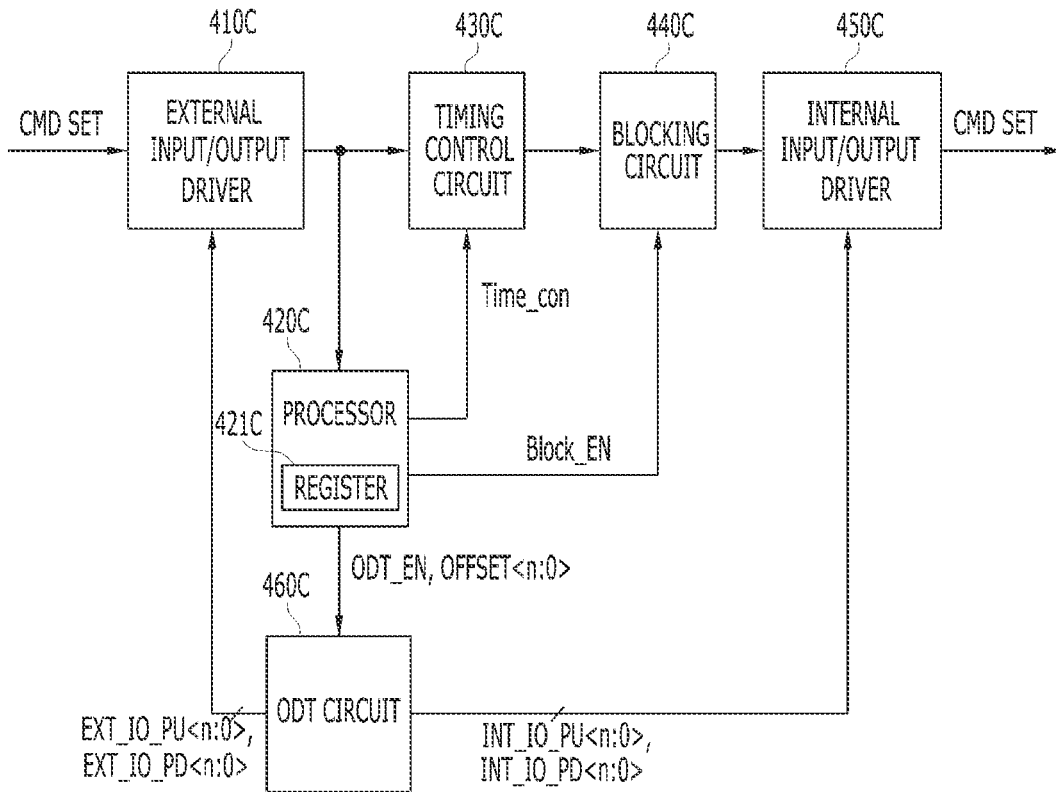 410C
430C
440C
450C
CMD SET
EXTERNAL
INPUT/OUTPUT
DRIVER
TIMING
CONTROL
CIRCUIT
BLOCKING
CIRCUIT
INTERNAL
INPUT/OUTPUT
DRIVER
CMD SET
Time_con
420C
PROCESSOR
421C
REGISTER
Block_EN
ODT_EN, OFFSET<n:0>
460C
ODT CIRCUIT
EXT_IO_PU<n:0>,
EXT_IO_PD<n:0>
INT_IO_PU<n:0>,
INT_IO_PD<n:0>